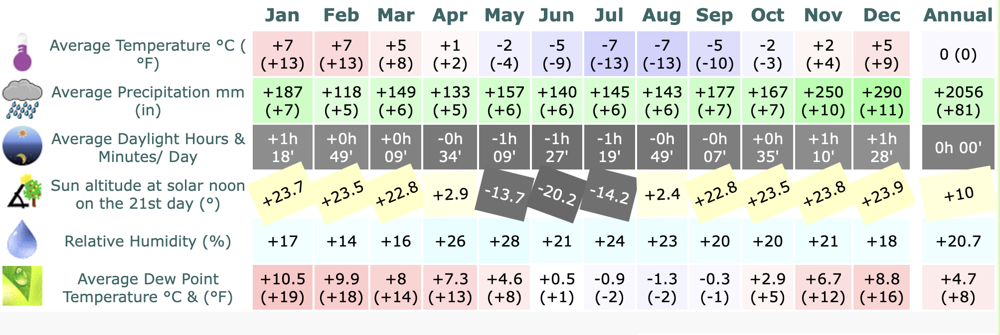 Jan Feb Mar Apr May Jun Jul Aug Sep Oct Nov Dec Annual
Average Temperature °C ( +7 +7 +5 +1 -2 -5 -7 -7 -5 -2 +2 +5 0 (0)
°F) (+13) (+13) (+8) (+2) (-4) (-9) (-13) (-13) (-10) (-3) (+4) (+9)
Average Precipitation mm +187 +118 +149 +133 +157 +140 +145 +143 +177 +167 +250 +290 +2056
(in) (+7) (+5) (+6) (+5) (+6) (+6) (+6) (+6) (+7) (+7) (+10) (+11) (+81)
Average Daylight Hours & +1h +0h +0h -0h -1h -1h -1h -0h -0h +0h +1h +1h 0h 00'
Minutes/ Day 18' 49' 09' 34' 09' 27' 19' 49' 07' 35' 10' 28'
Sun altitude at solar noon +23.7 +23.5 +22.8 +2.9 -13.7 -20.2 -14.2 +2.4 +22.8 +23.5 +23.8 +23.9 +10
on the 21st day (°)
Relative Humidity (%) +17 +14 +16 +26 +28 +21 +24 +23 +20 +20 +21 +18 +20.7
Average Dew Point +10.5 +9.9 +8 +7.3 +4.6 +0.5 -0.9 -1.3 -0.3 +2.9 +6.7 +8.8 +4.7
Temperature °C & (°F) (+19) (+18) (+14) (+13) (+8) (+1) (-2) (-2) (-1) (+5) (+12) (+16) (+8)